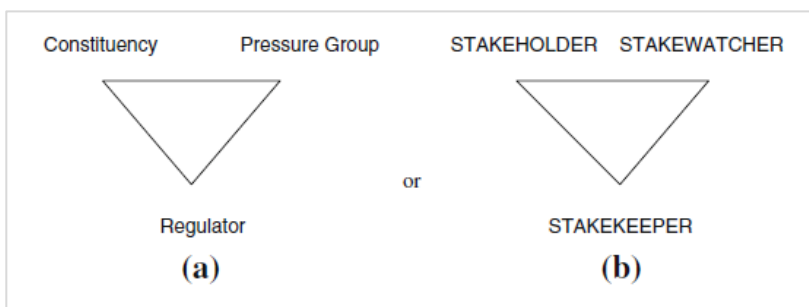 Constituency Pressure Group STAKEHOLDER STAKEWATCHER
or
Regulator STAKEKEEPER
(a) (b)